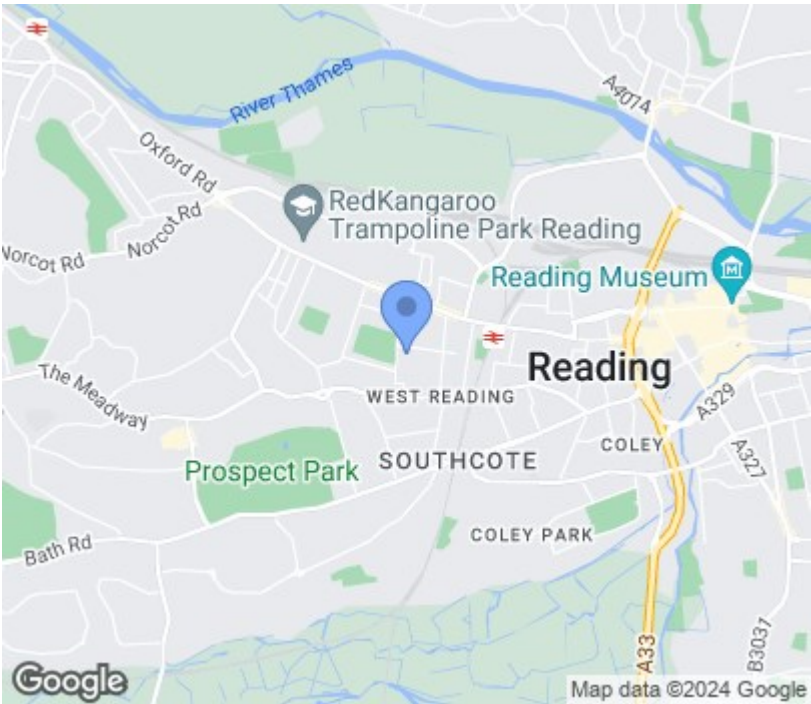 River Thames
A4074
Oxford Rd
Norcot Rd
Norcot Rd
RedKangaroo
Trampoline Park Reading
Reading Museum
Reading
The Meadway
WEST READING
A329
SOUTHCOTE
COLEY
A327
Prospect Park
Bath Rd
COLEY PARK
A33
B3031
Google
Map data ©2024 Google